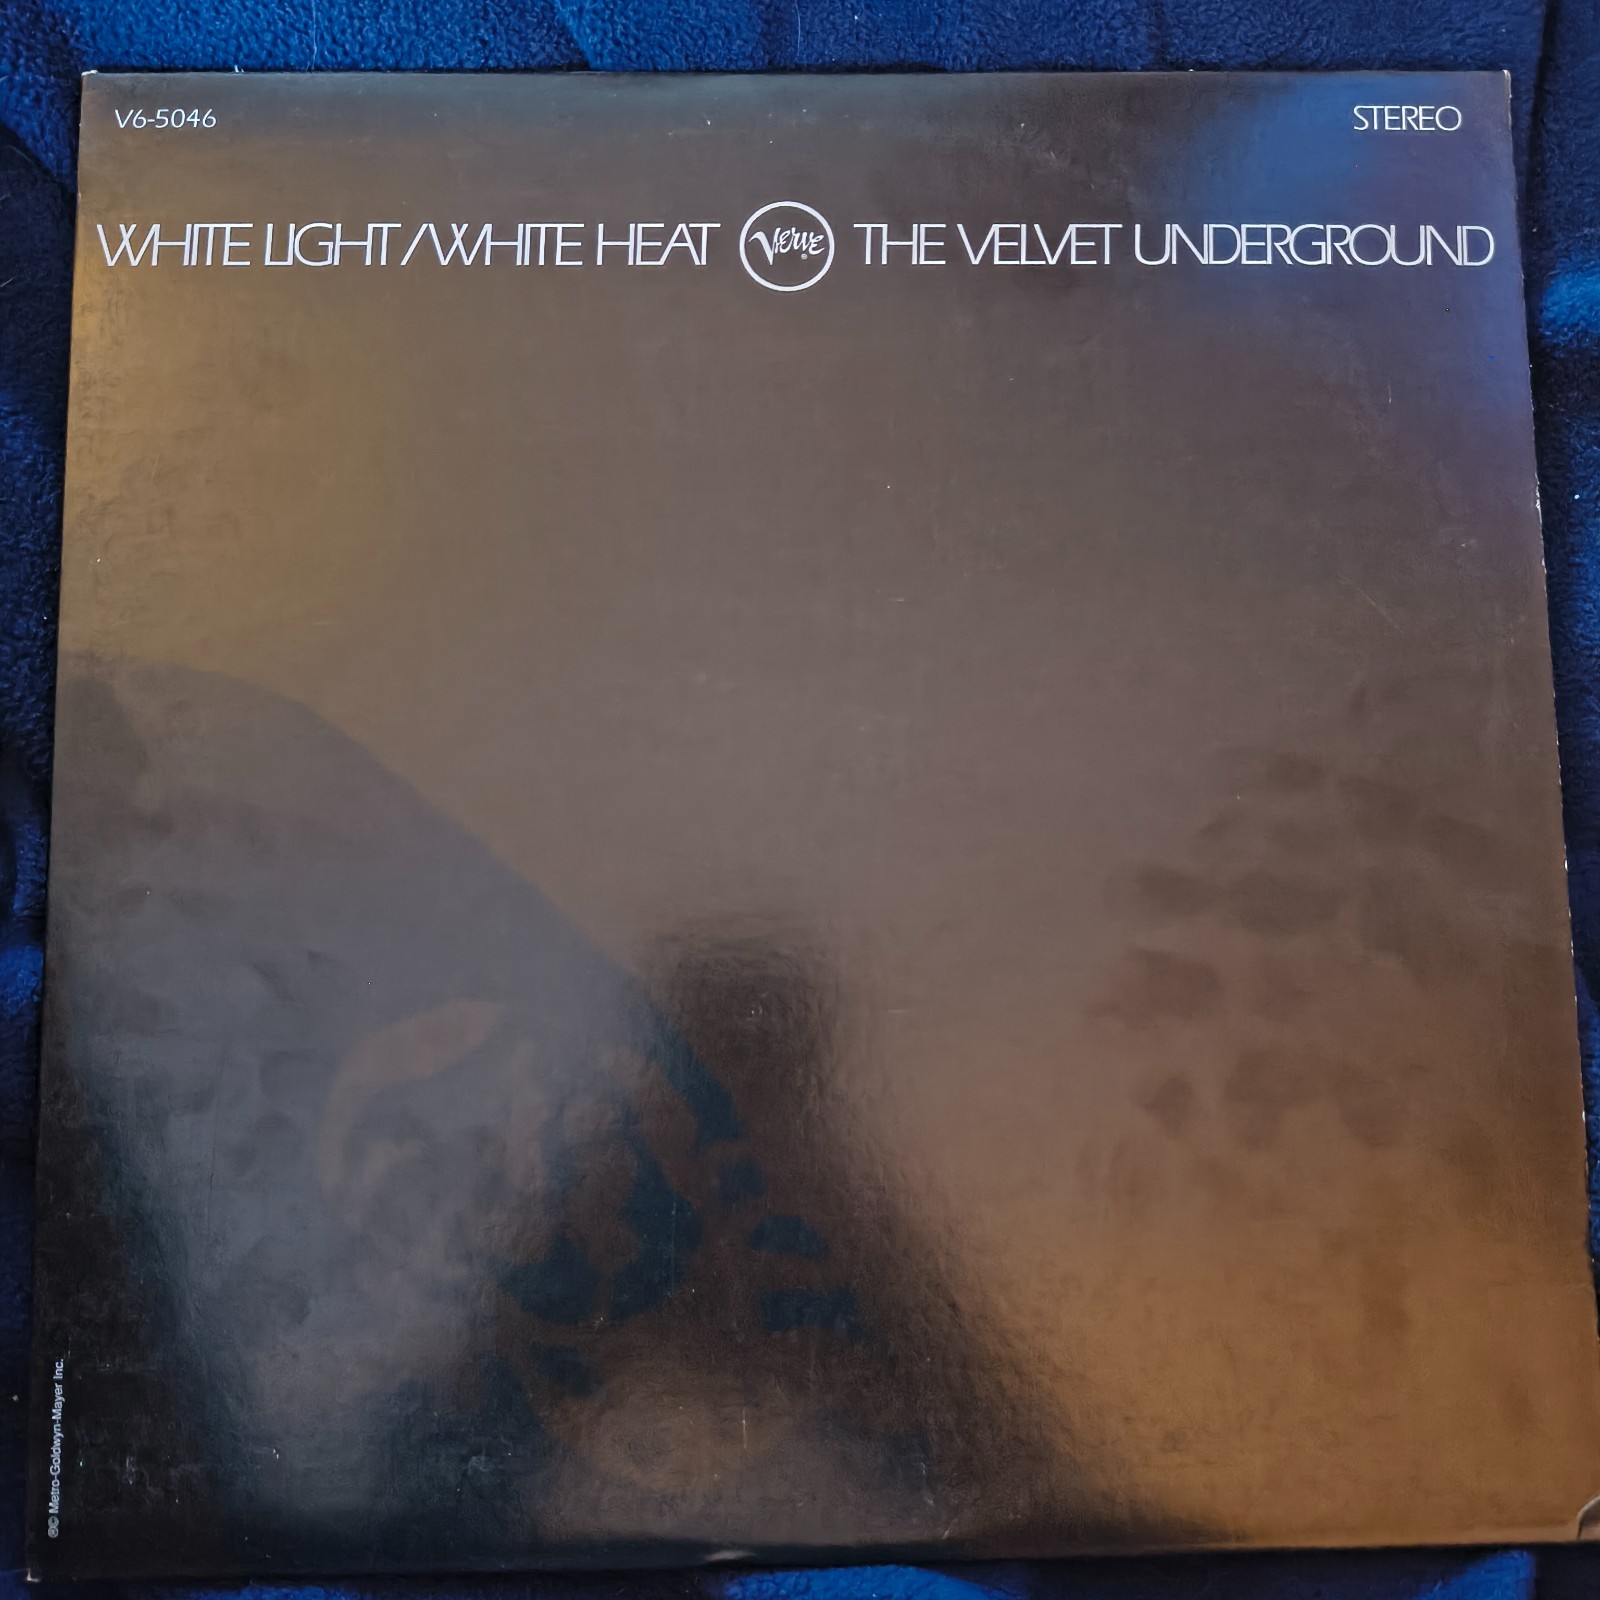 V6-5046
STEREO
WHITE LIGHT/WHITE HEAT Verve® THE VELVET UNDERGROUND
℗© Metro-Goldwyn-Mayer Inc.